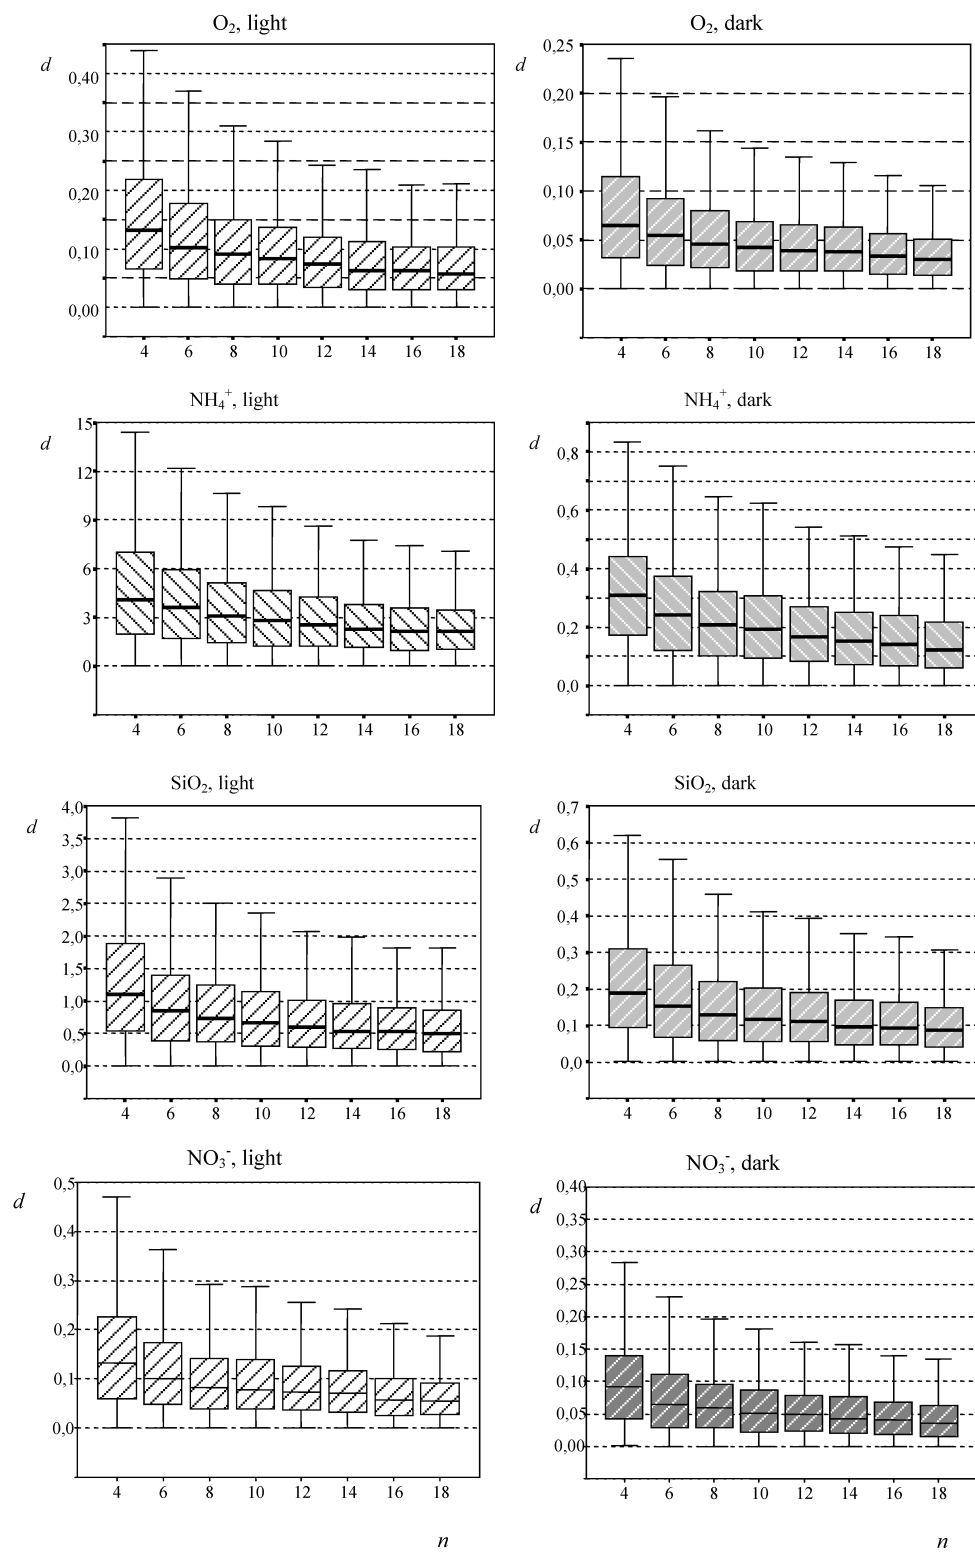 O₂, light
d
0,40
0,30
0,20
0,10
0,00
4 6 8 10 12 14 16 18
O₂, dark
d
0,25
0,20
0,15
0,10
0,05
0,00
4 6 8 10 12 14 16 18
NH₄⁺, light
d
15
12
9
6
3
0
4 6 8 10 12 14 16 18
NH₄⁺, dark
d
0,8
0,6
0,4
0,2
0,0
4 6 8 10 12 14 16 18
SiO₂, light
d
4,0
3,5
3,0
2,5
2,0
1,5
1,0
0,5
0,0
4 6 8 10 12 14 16 18
SiO₂, dark
d
0,7
0,6
0,5
0,4
0,3
0,2
0,1
0,0
4 6 8 10 12 14 16 18
NO₃⁻, light
d
0,5
0,4
0,3
0,2
0,1
0,0
4 6 8 10 12 14 16 18
n
NO₃⁻, dark
d
0,40
0,35
0,30
0,25
0,20
0,15
0,10
0,05
0,00
4 6 8 10 12 14 16 18
n